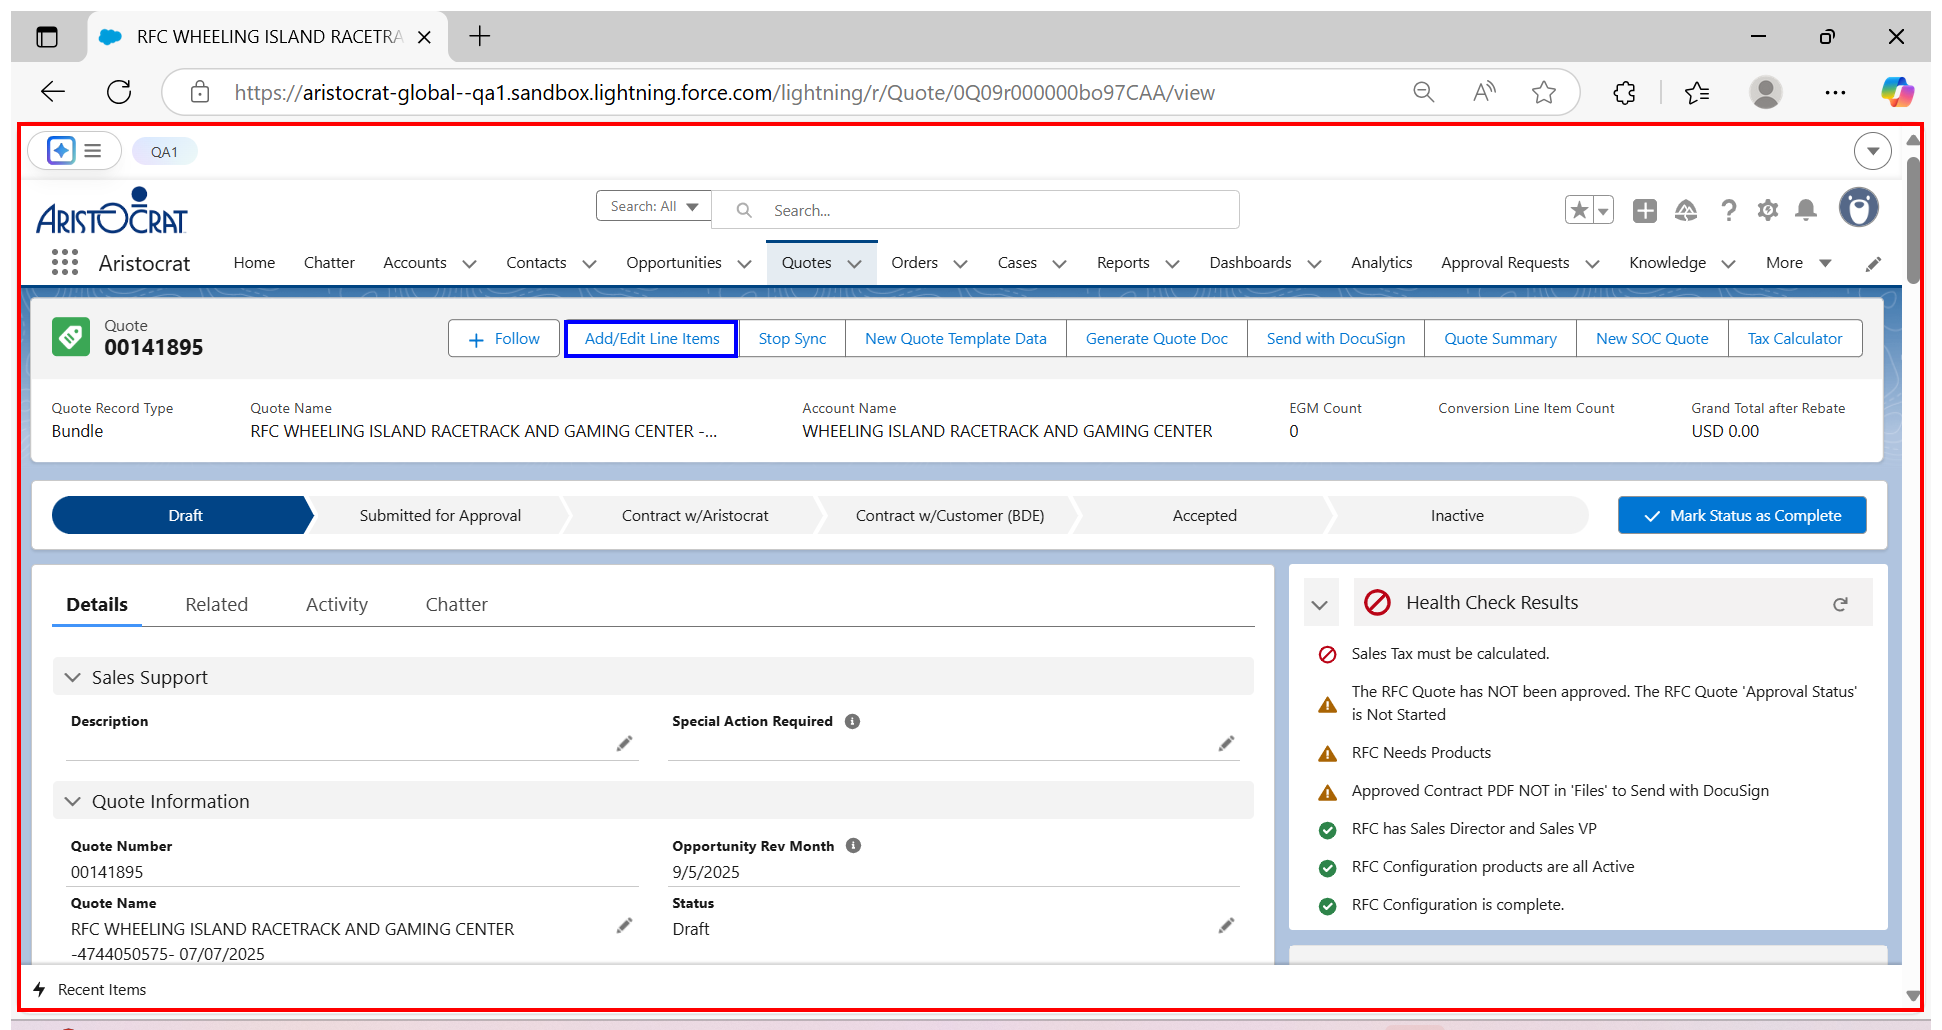 RFC WHEELING ISLAND RACETRA
https://aristocrat-global--qa1.sandbox.lightning.force.com/lightning/r/Quote/0Q09r000000bo97CAA/view
QA1
ARISTOCRAT
Search: All
Search...
Aristocrat
Home
Chatter
Accounts
Contacts
Opportunities
Quotes
Orders
Cases
Reports
Dashboards
Analytics
Approval Requests
Knowledge
More
Quote
00141895
Follow
Add/Edit Line Items
Stop Sync
New Quote Template Data
Generate Quote Doc
Send with DocuSign
Quote Summary
New SOC Quote
Tax Calculator
Quote Record Type
Bundle
Quote Name
RFC WHEELING ISLAND RACETRACK AND GAMING CENTER -...
Account Name
WHEELING ISLAND RACETRACK AND GAMING CENTER
EGM Count
0
Conversion Line Item Count
Grand Total after Rebate
USD 0.00
Draft
Submitted for Approval
Contract w/Aristocrat
Contract w/Customer (BDE)
Accepted
Inactive
Mark Status as Complete
Details
Related
Activity
Chatter
Sales Support
Description
Special Action Required
Quote Information
Quote Number
00141895
Opportunity Rev Month
9/5/2025
Quote Name
RFC WHEELING ISLAND RACETRACK AND GAMING CENTER
-4744050575- 07/07/2025
Status
Draft
Health Check Results
Sales Tax must be calculated.
The RFC Quote has NOT been approved. The RFC Quote 'Approval Status'
is Not Started
RFC Needs Products
Approved Contract PDF NOT in 'Files' to Send with DocuSign
RFC has Sales Director and Sales VP
RFC Configuration products are all Active
RFC Configuration is complete.
Recent Items